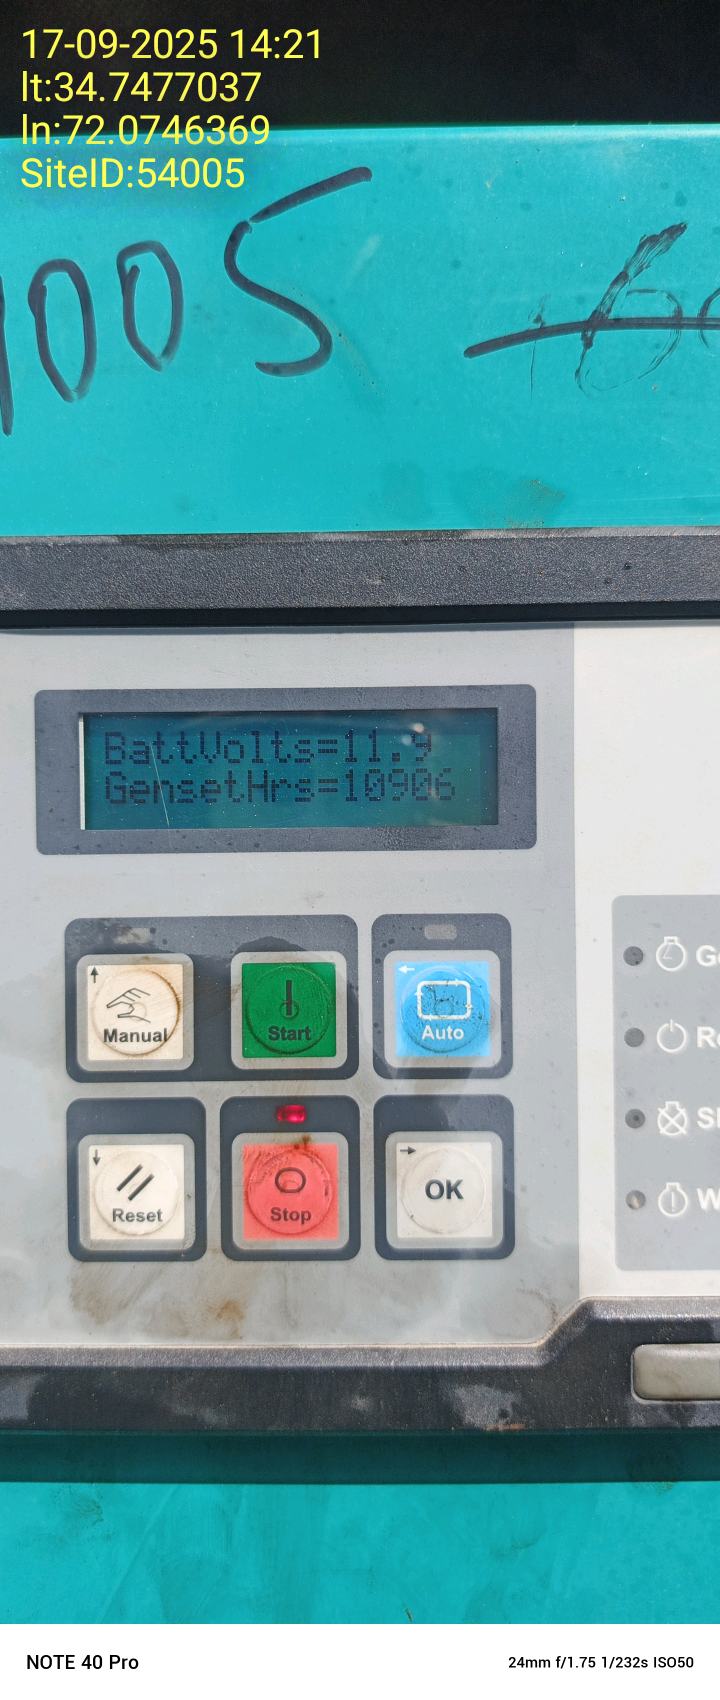 17-09-2025 14:21
lt:34.7477037
ln:72.0746369
SiteID:54005
005
BattVolts=11.9
GensetHrs=10906
Manual
Start
Auto
Reset
Stop
OK
NOTE 40 Pro
24mm f/1.75 1/232s ISO50